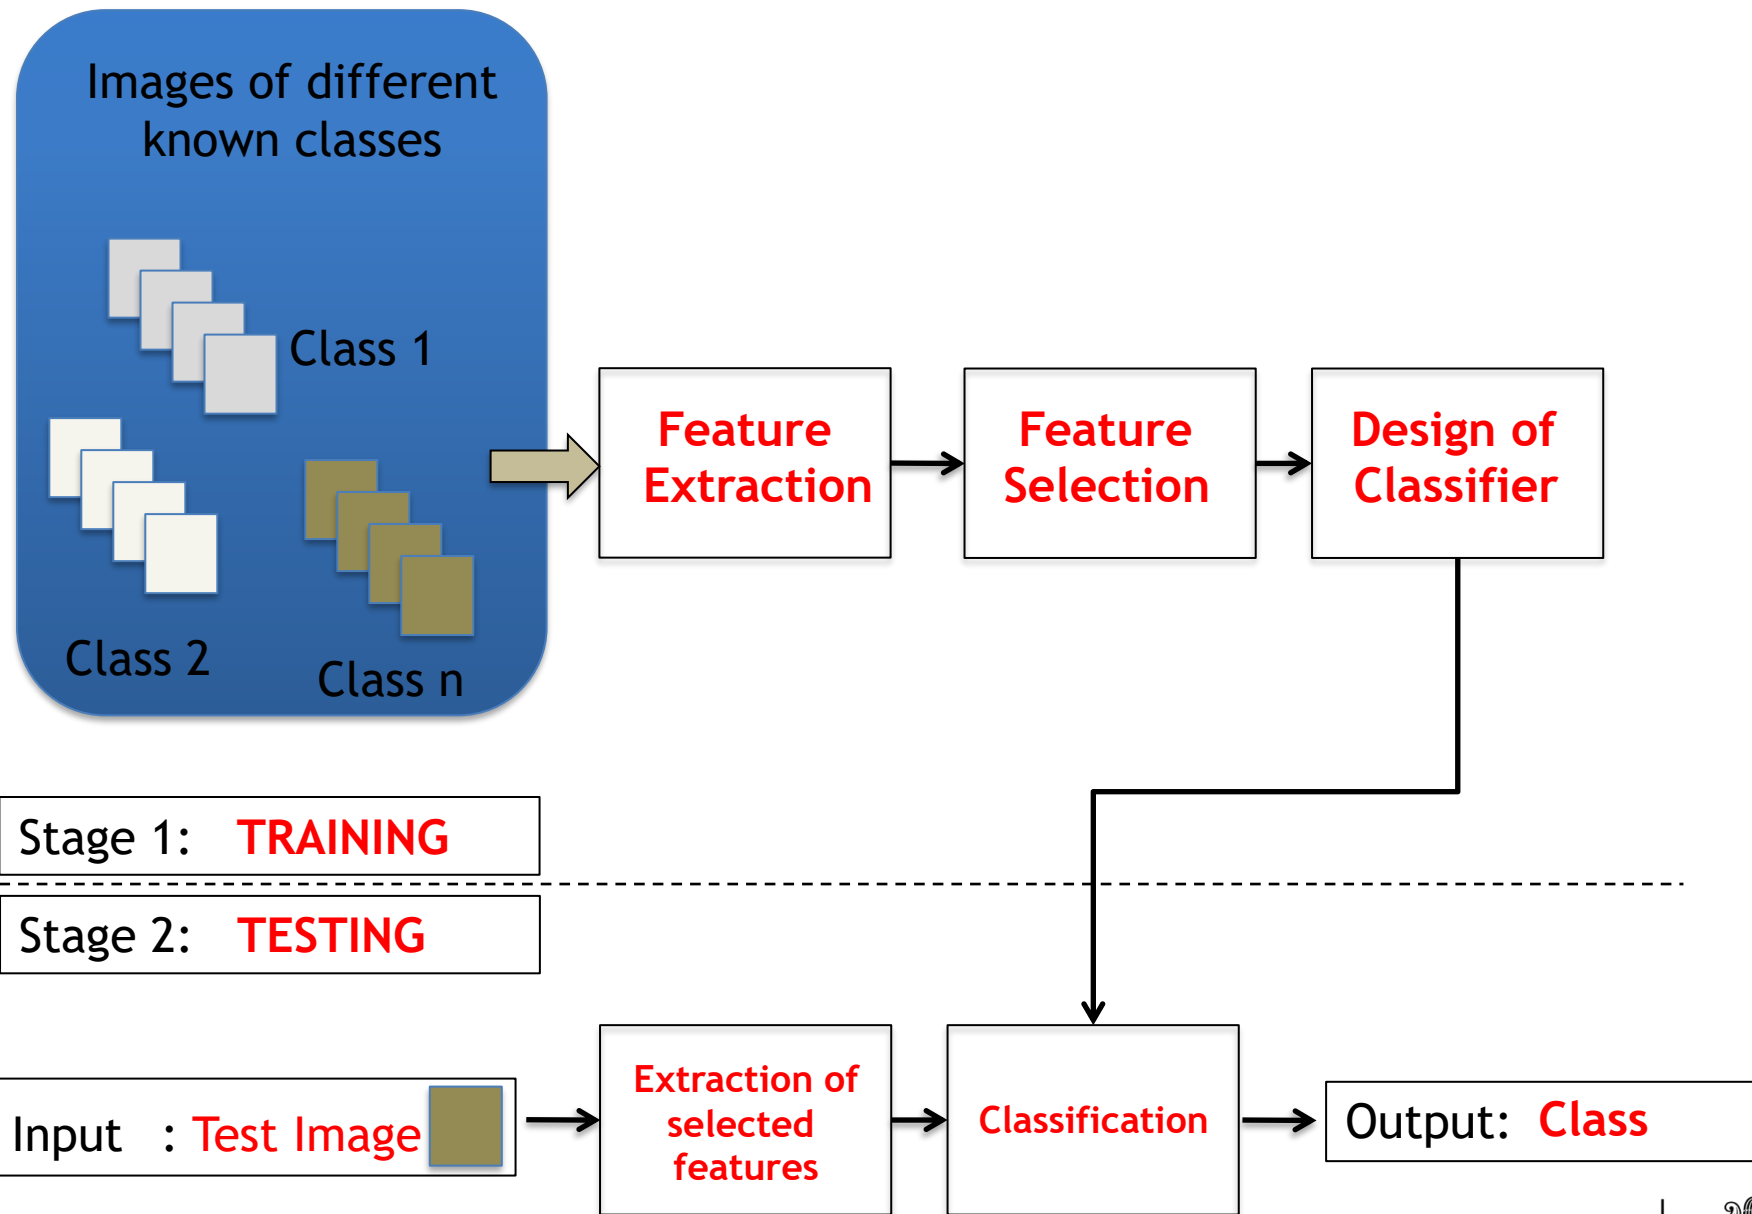 Images of different
known classes
Class 1
Class 2
Class n
Feature
Extraction
Feature
Selection
Design of
Classifier
Stage 1: TRAINING
Stage 2: TESTING
Input : Test Image
Extraction of
selected
features
Classification
Output: Class